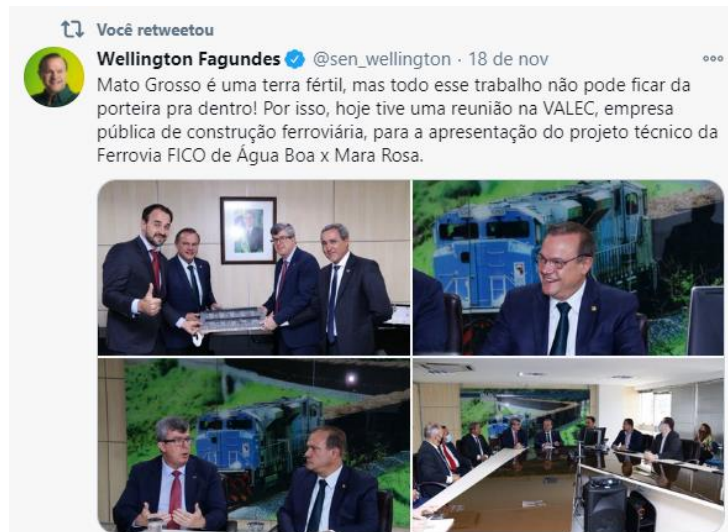 Você retweetou
Wellington Fagundes @sen_wellington · 18 de nov
Mato Grosso é uma terra fértil, mas todo esse trabalho não pode ficar da
porteira pra dentro! Por isso, hoje tive uma reunião na VALEC, empresa
pública de construção ferroviária, para a apresentação do projeto técnico da
Ferrovia FICO de Água Boa x Mara Rosa.